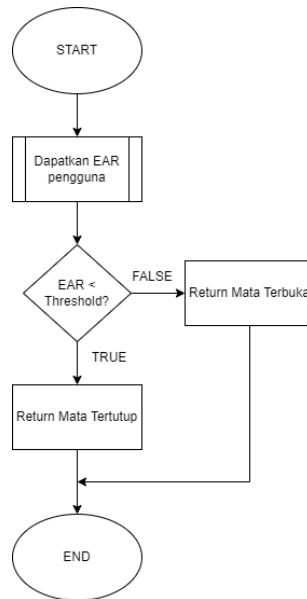 START
Dapatkan EAR
pengguna
EAR <
Threshold?
FALSE
Return Mata Terbuka
TRUE
Return Mata Tertutup
END